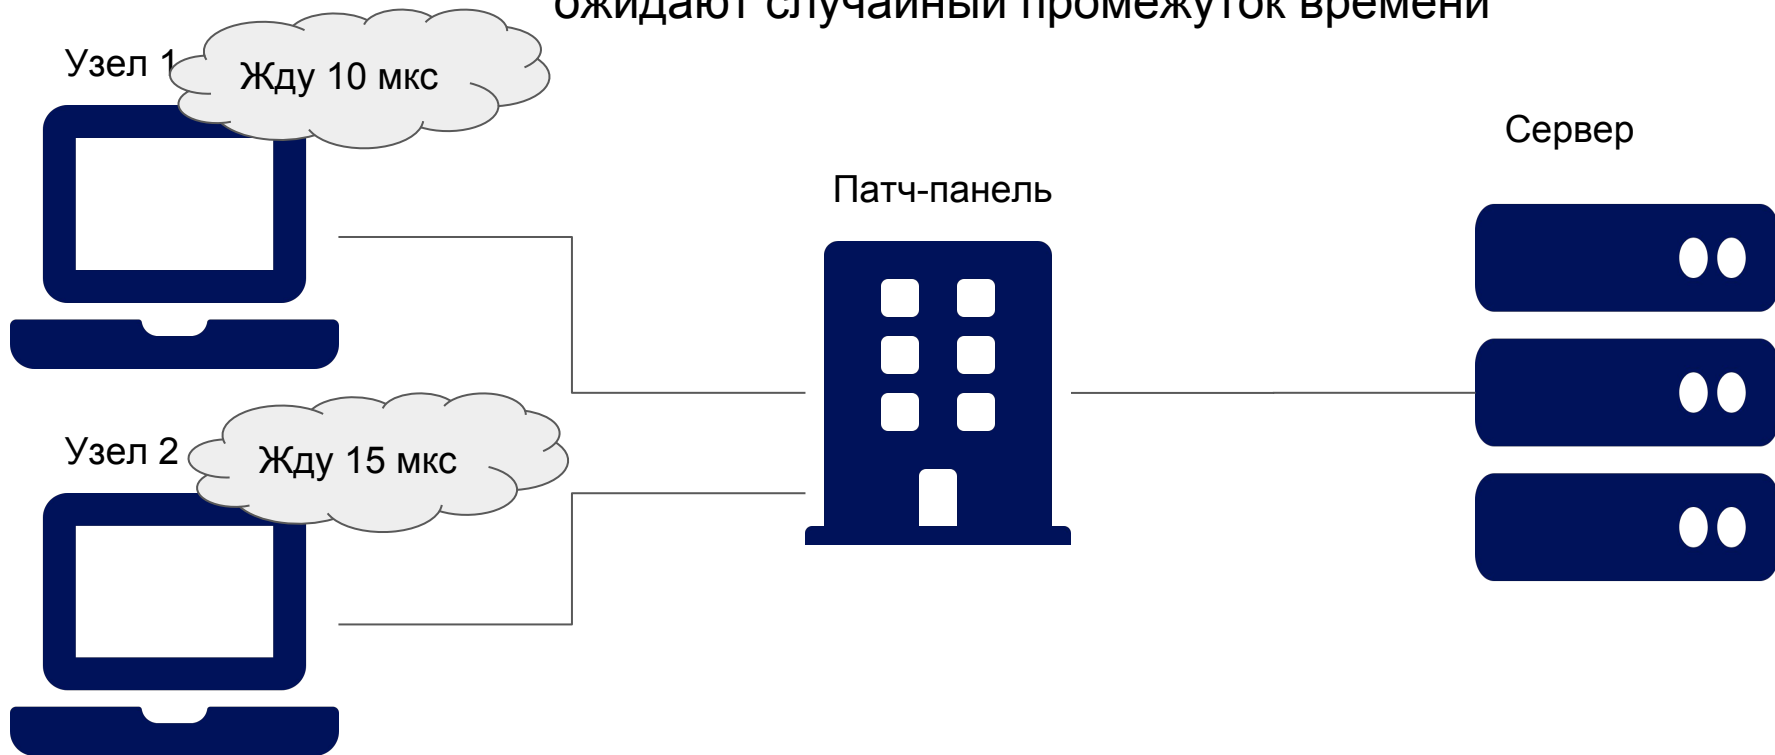 ожидают случайный промежуток времени
Узел 1
Жду 10 мкс
Сервер
Патч-панель
Узел 2
Жду 15 мкс